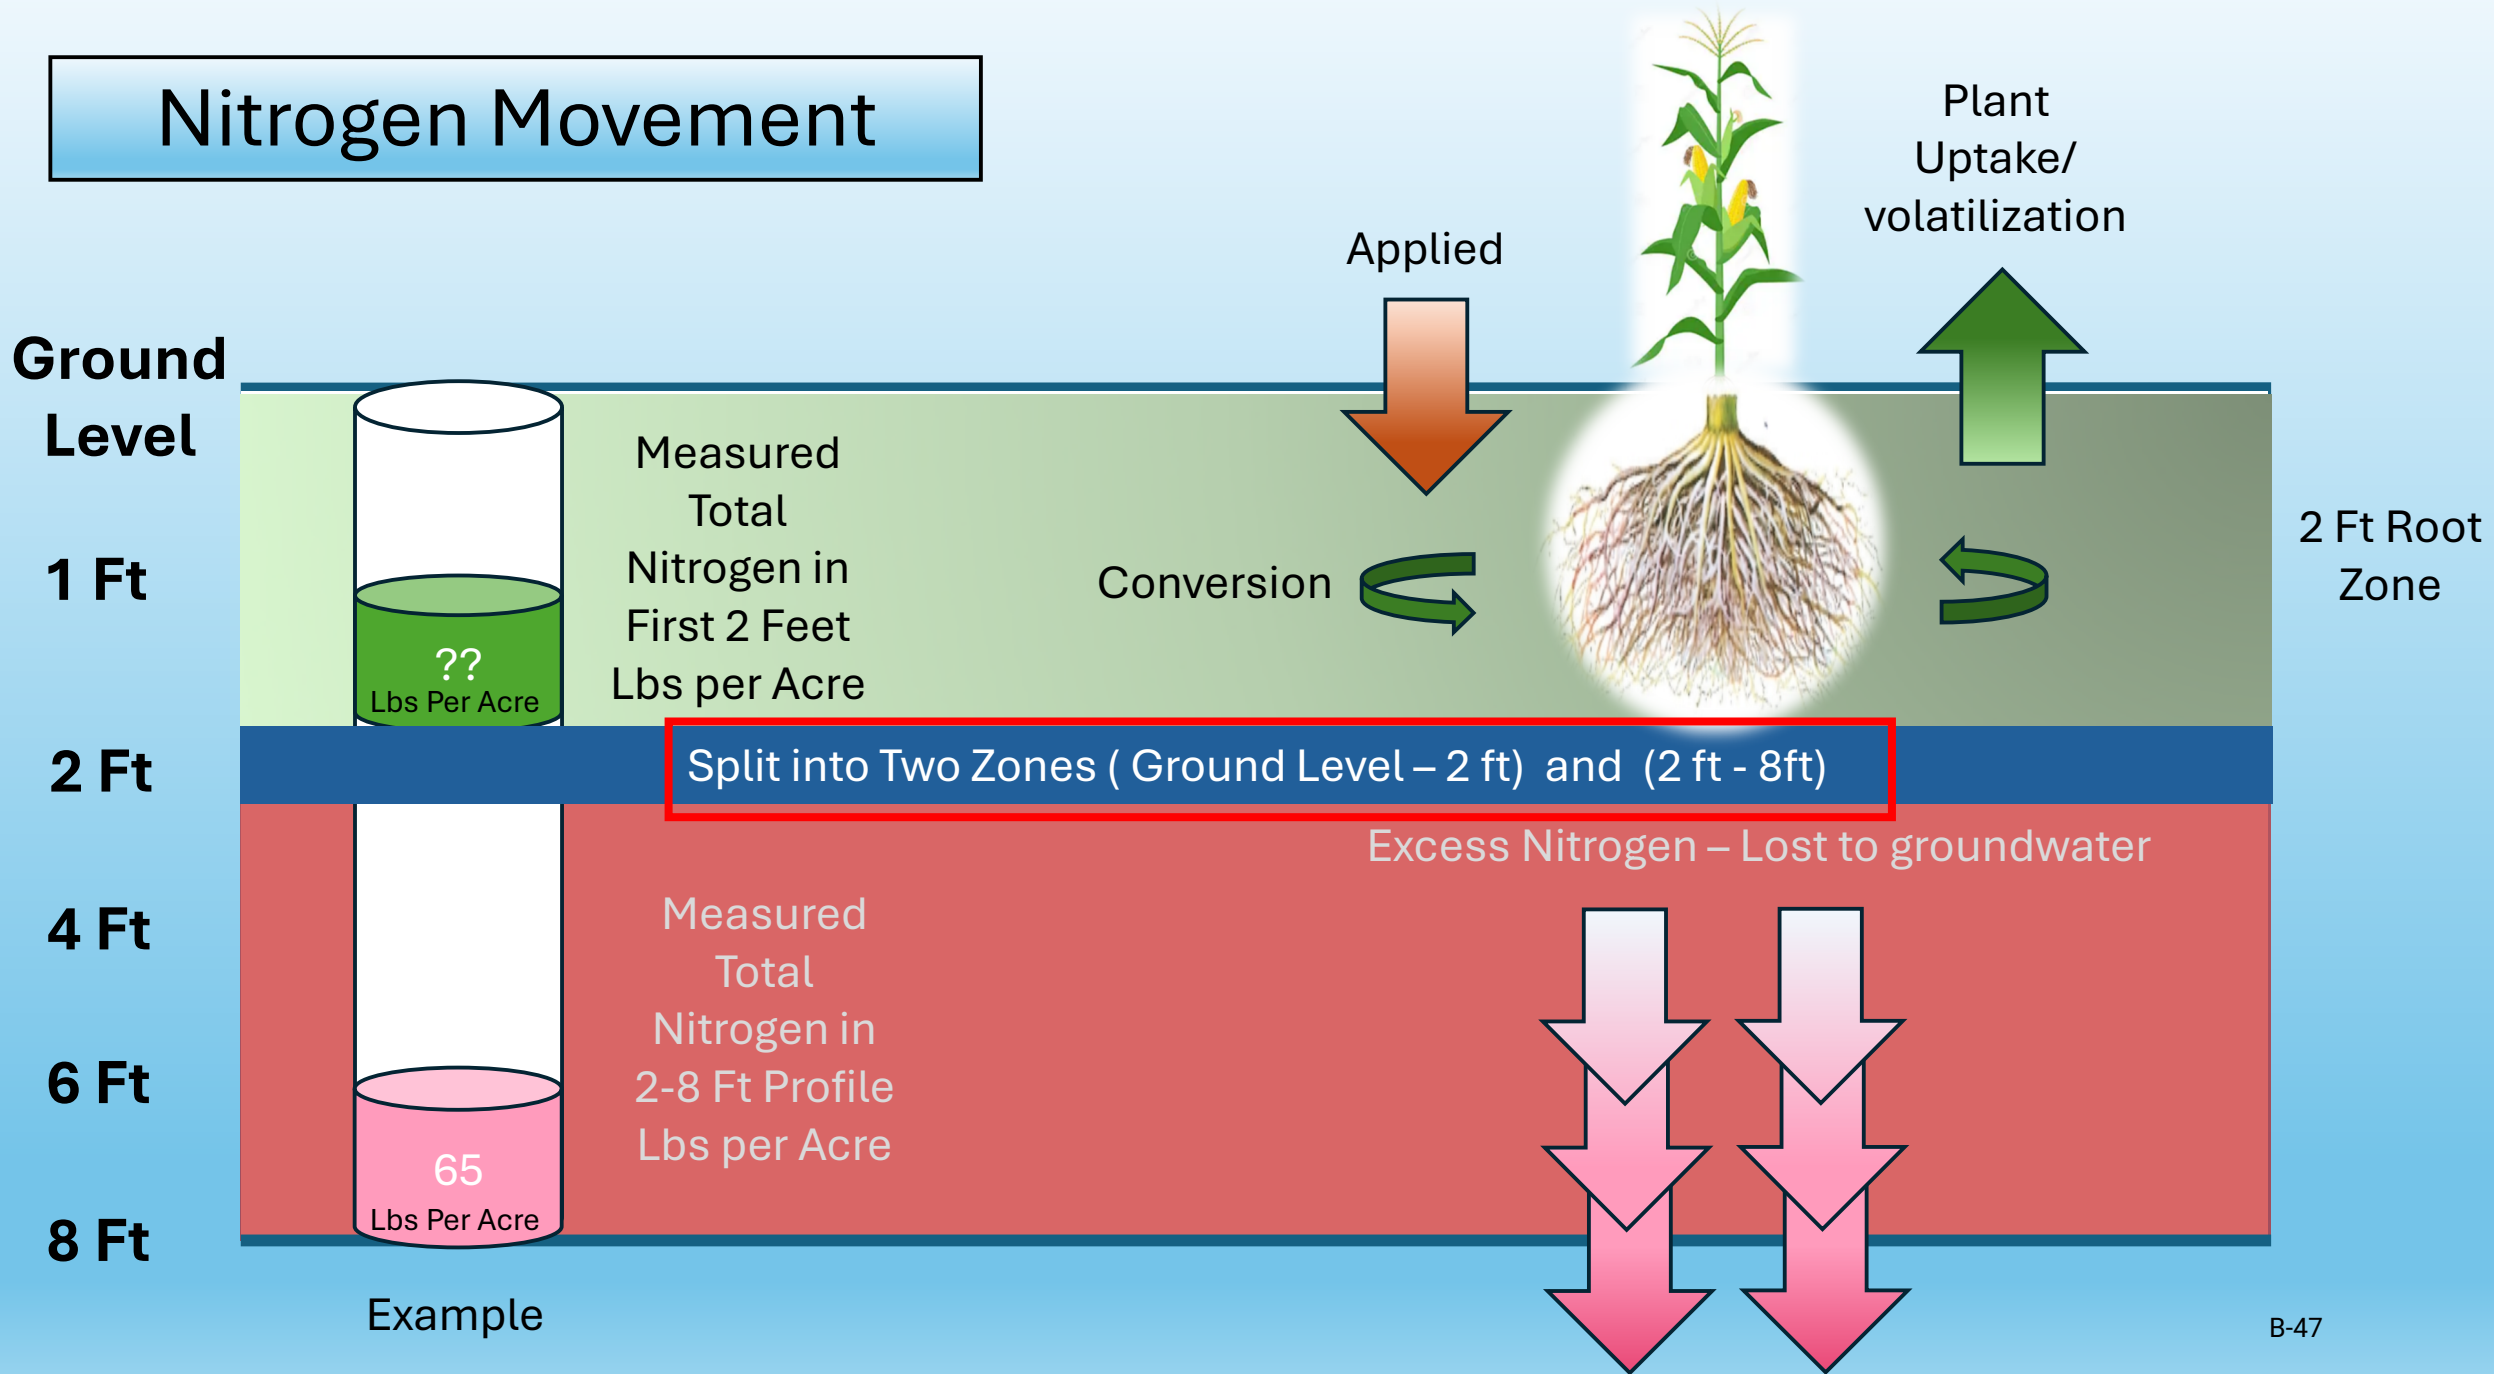 Nitrogen Movement
Plant
Uptake/
volatilization
Applied
Ground
Level
Measured
Total
Nitrogen in
First 2 Feet
Lbs per Acre
1 Ft
Conversion
2 Ft Root
Zone
??
Lbs Per Acre
2 Ft
Split into Two Zones ( Ground Level – 2 ft)  and  (2 ft - 8ft)
Excess Nitrogen – Lost to groundwater
4 Ft
Measured
Total
Nitrogen in
2-8 Ft Profile
Lbs per Acre
6 Ft
65
Lbs Per Acre
8 Ft
Example
B-47